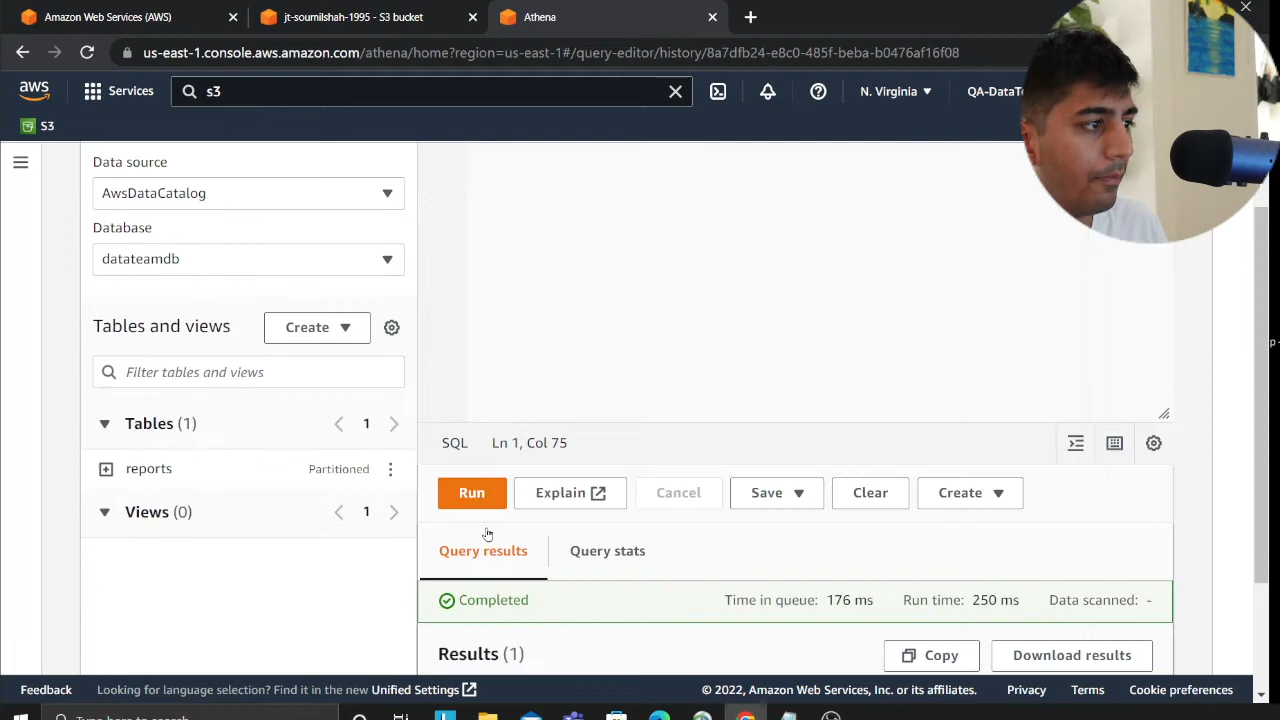 Amazon Web Services (AWS)
jt-soumilshah-1995 - S3 bucket
Athena
us-east-1.console.aws.amazon.com/athena/home?region=us-east-1#/query-editor/history/8a7dfb24-e8c0-485f-beba-b0476af16f08
aws
Services
s3
N. Virginia
S3
Data source
AwsDataCatalog
Database
datateamdb
Tables and views
Create
Filter tables and views
Tables (1)
1
reports
Partitioned
Views (0)
1
SQL
Ln 1, Col 75
Run
Explain
Cancel
Save
Clear
Create
Query results
Query stats
Completed
Time in queue: 176 ms
Run time: 250 ms
Data scanned: -
Results (1)
Copy
Download results
Feedback
Looking for language selection? Find it in the new Unified Settings
© 2022, Amazon Web Services, Inc. or its affiliates.
Privacy
Terms
Cookie preferences